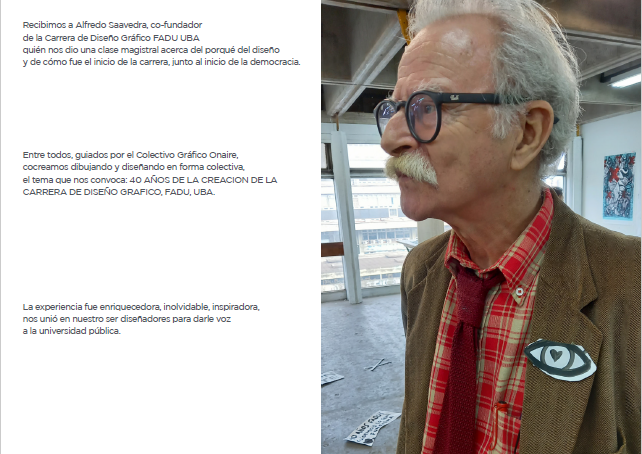 Recibimos a Alfredo Saavedra, co-fundador
de la Carrera de Diseño Gráfico FADU UBA
quién nos dio una clase magistral acerca del porqué del diseño
y de cómo fue el inicio de la carrera, junto al inicio de la democracia.
Entre todos, guiados por el Colectivo Gráfico Onaire,
cocreamos dibujando y diseñando en forma colectiva,
el tema que nos convoca: 40 AÑOS DE LA CREACION DE LA
CARRERA DE DISEÑO GRAFICO, FADU, UBA.
La experiencia fue enriquecedora, inolvidable, inspiradora,
nos unió en nuestro ser diseñadores para darle voz
a la universidad pública.